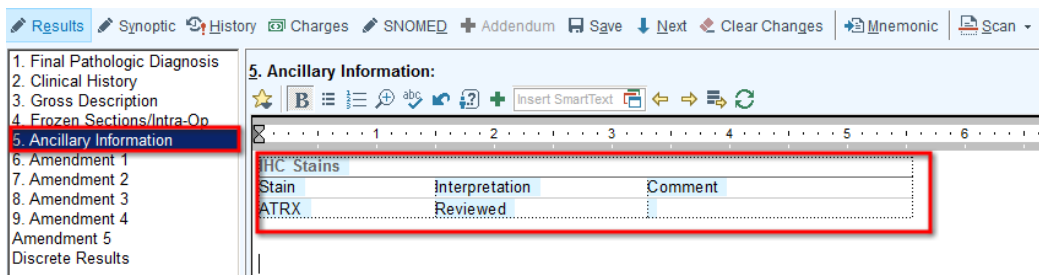 Results Synoptic History Charges SNOMED Addendum Save Next Clear Changes Mnemonic Scan
1. Final Pathologic Diagnosis
2. Clinical History
3. Gross Description
4. Frozen Sections/Intra-Op
5. Ancillary Information
6. Amendment 1
7. Amendment 2
8. Amendment 3
9. Amendment 4
Amendment 5
Discrete Results
5. Ancillary Information:
B abc Insert SmartText
1 2 3 4 5 6
IHC Stains
Stain Interpretation Comment
ATRX Reviewed